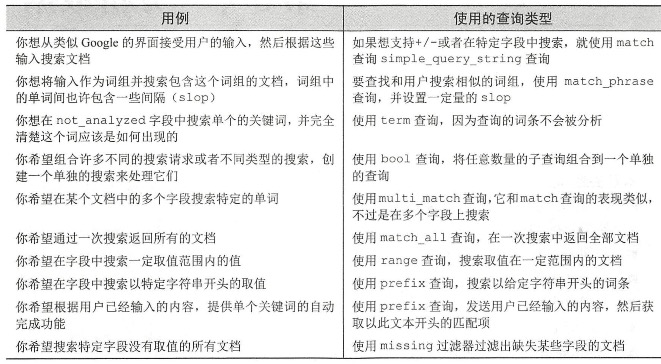 用例 使用的查询类型
你想从类似 Google 的界面接受用户的输入，然后根据这些
输入搜索文档
如果想支持+/-或者在特定字段中搜索，就使用 match
查询 simple_query_string 查询
你想将输入作为词组并搜索包含这个词组的文档，词组中
的单词间也许包含一些间隔（slop）
要查找和用户搜索相似的词组，使用 match_phrase
查询，并设置一定量的 slop
你想在 not_analyzed 字段中搜索单个的关键词，并完全
清楚这个词应该是如何出现的
使用 term 查询，因为查询的词条不会被分析
你希望组合许多不同的搜索请求或者不同类型的搜索，创
建一个单独的搜索来处理它们
使用 bool 查询，将任意数量的子查询组合到一个单独
的查询
你希望在某个文档中的多个字段搜索特定的单词
使用 multi_match 查询，它和 match 查询的表现类似，
不过是在多个字段上搜索
你希望通过一次搜索返回所有的文档
使用 match_all 查询，在一次搜索中返回全部文档
你希望在字段中搜索一定取值范围内的值
使用 range 查询，搜索取值在一定范围内的文档
你希望在字段中搜索以特定字符串开头的取值
使用 prefix 查询，搜索以给定字符串开头的词条
你希望根据用户已经输入的内容，提供单个关键词的自动
完成功能
使用 prefix 查询，发送用户已经输入的内容，然后获
取以此文本开头的匹配项
你希望搜索特定字段没有取值的所有文档
使用 missing 过滤器过滤出缺失某些字段的文档